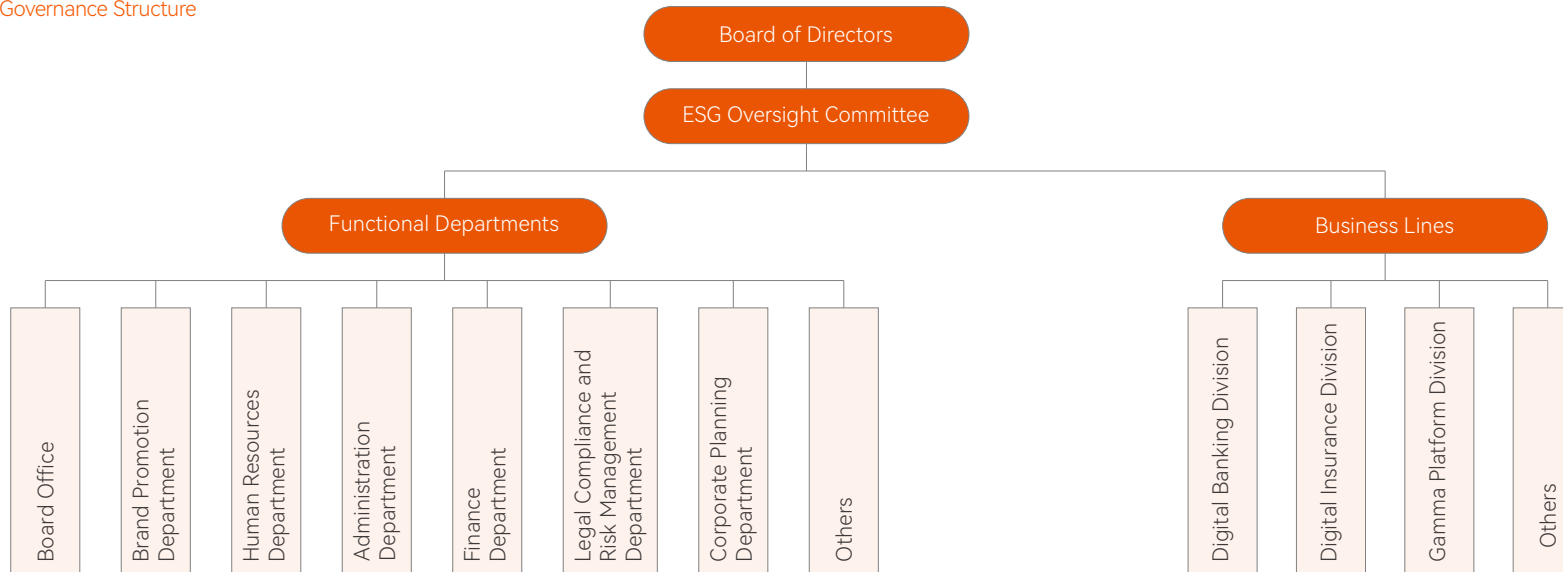 Governance Structure
Board of Directors
ESG Oversight Committee
Functional Departments
Business Lines
Board Office
Brand Promotion
Department
Human Resources
Department
Administration
Department
Finance
Department
Legal Compliance and
Risk Management
Department
Corporate Planning
Department
Others
Digital Banking Division
Digital Insurance Division
Gamma Platform Division
Others